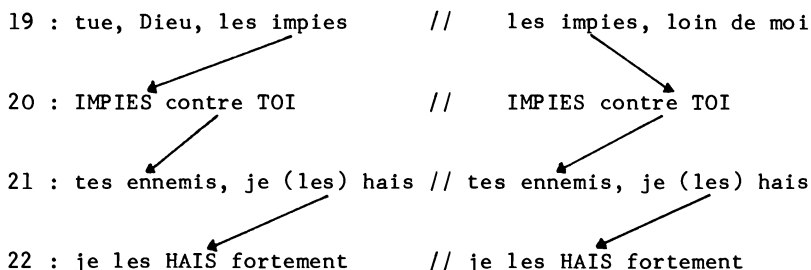 19 : tue, Dieu, les impies // les impies, loin de moi
20 : IMPIES contre TOI // IMPIES contre TOI
21 : tes ennemis, je (les) hais // tes ennemis, je (les) hais
22 : je les HAIS fortement // je les HAIS fortement